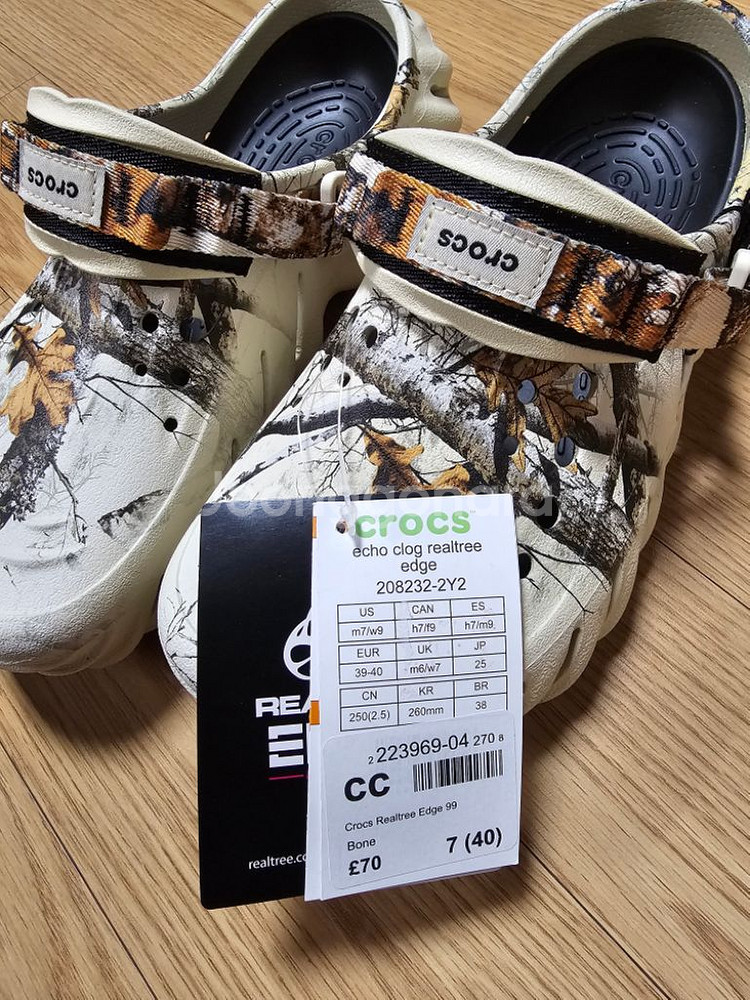 crocs
crocs
crocs
echo clog realtree
edge
208232-2Y2
US CAN ES
m7/w9 h7/f9 h7/m9
EUR UK JP
39-40 m6/w7 25
CN KR BR
250(2.5) 260mm 38
2 223969-04 270 8
CC
Crocs Realtree Edge 99
Bone
£70 7 (40)
realtree.co